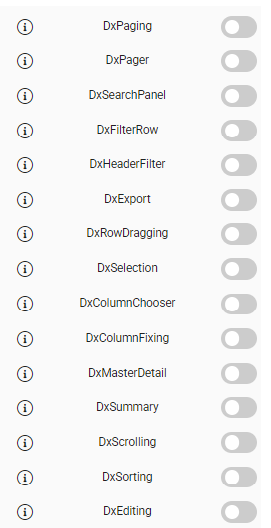 DxPaging
DxPager
DxSearchPanel
DxFilterRow
DxHeaderFilter
DxExport
DxRowDragging
DxSelection
DxColumnChooser
DxColumnFixing
DxMasterDetail
DxSummary
DxScrolling
DxSorting
DxEditing